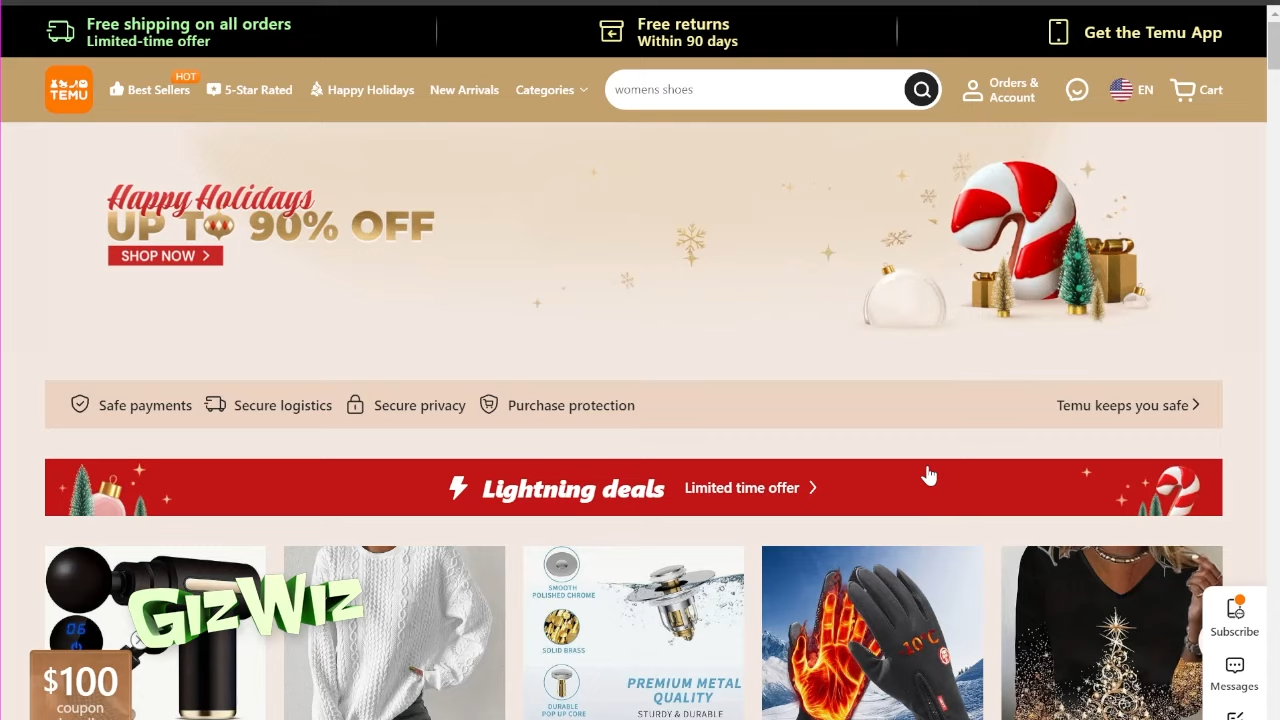 Free shipping on all orders
Limited-time offer
Free returns
Within 90 days
Get the Temu App
TEMU
Best Sellers
HOT
5-Star Rated
Happy Holidays
New Arrivals
Categories
womens shoes
Orders &
Account
EN
Cart
Happy Holidays
UP TO 90% OFF
SHOP NOW >
Safe payments
Secure logistics
Secure privacy
Purchase protection
Temu keeps you safe >
Lightning deals
Limited time offer >
06
GIZWIZ
SMOOTH
POLISHED CHROME
SOLID BRASS
DURABLE
POP UP CORE
PREMIUM METAL
QUALITY
STURDY & DURABLE
-10°C
$100
coupon
Subscribe
Messages